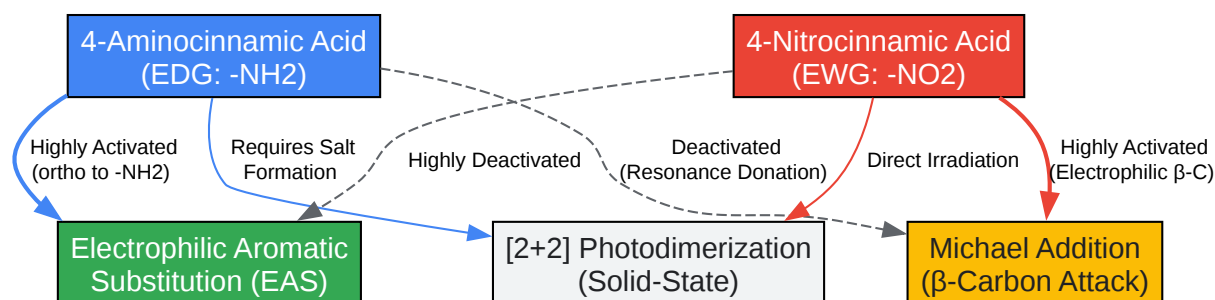 4-Aminocinnamic Acid
(EDG: -NH2)
4-Nitrocinnamic Acid
(EWG: -NO2)
Highly Activated
(ortho to -NH2)
Requires Salt
Formation
Highly Deactivated
Deactivated
(Resonance Donation)
Direct Irradiation
Highly Activated
(Electrophilic β-C)
Electrophilic Aromatic
Substitution (EAS)
[2+2] Photodimerization
(Solid-State)
Michael Addition
(β-Carbon Attack)